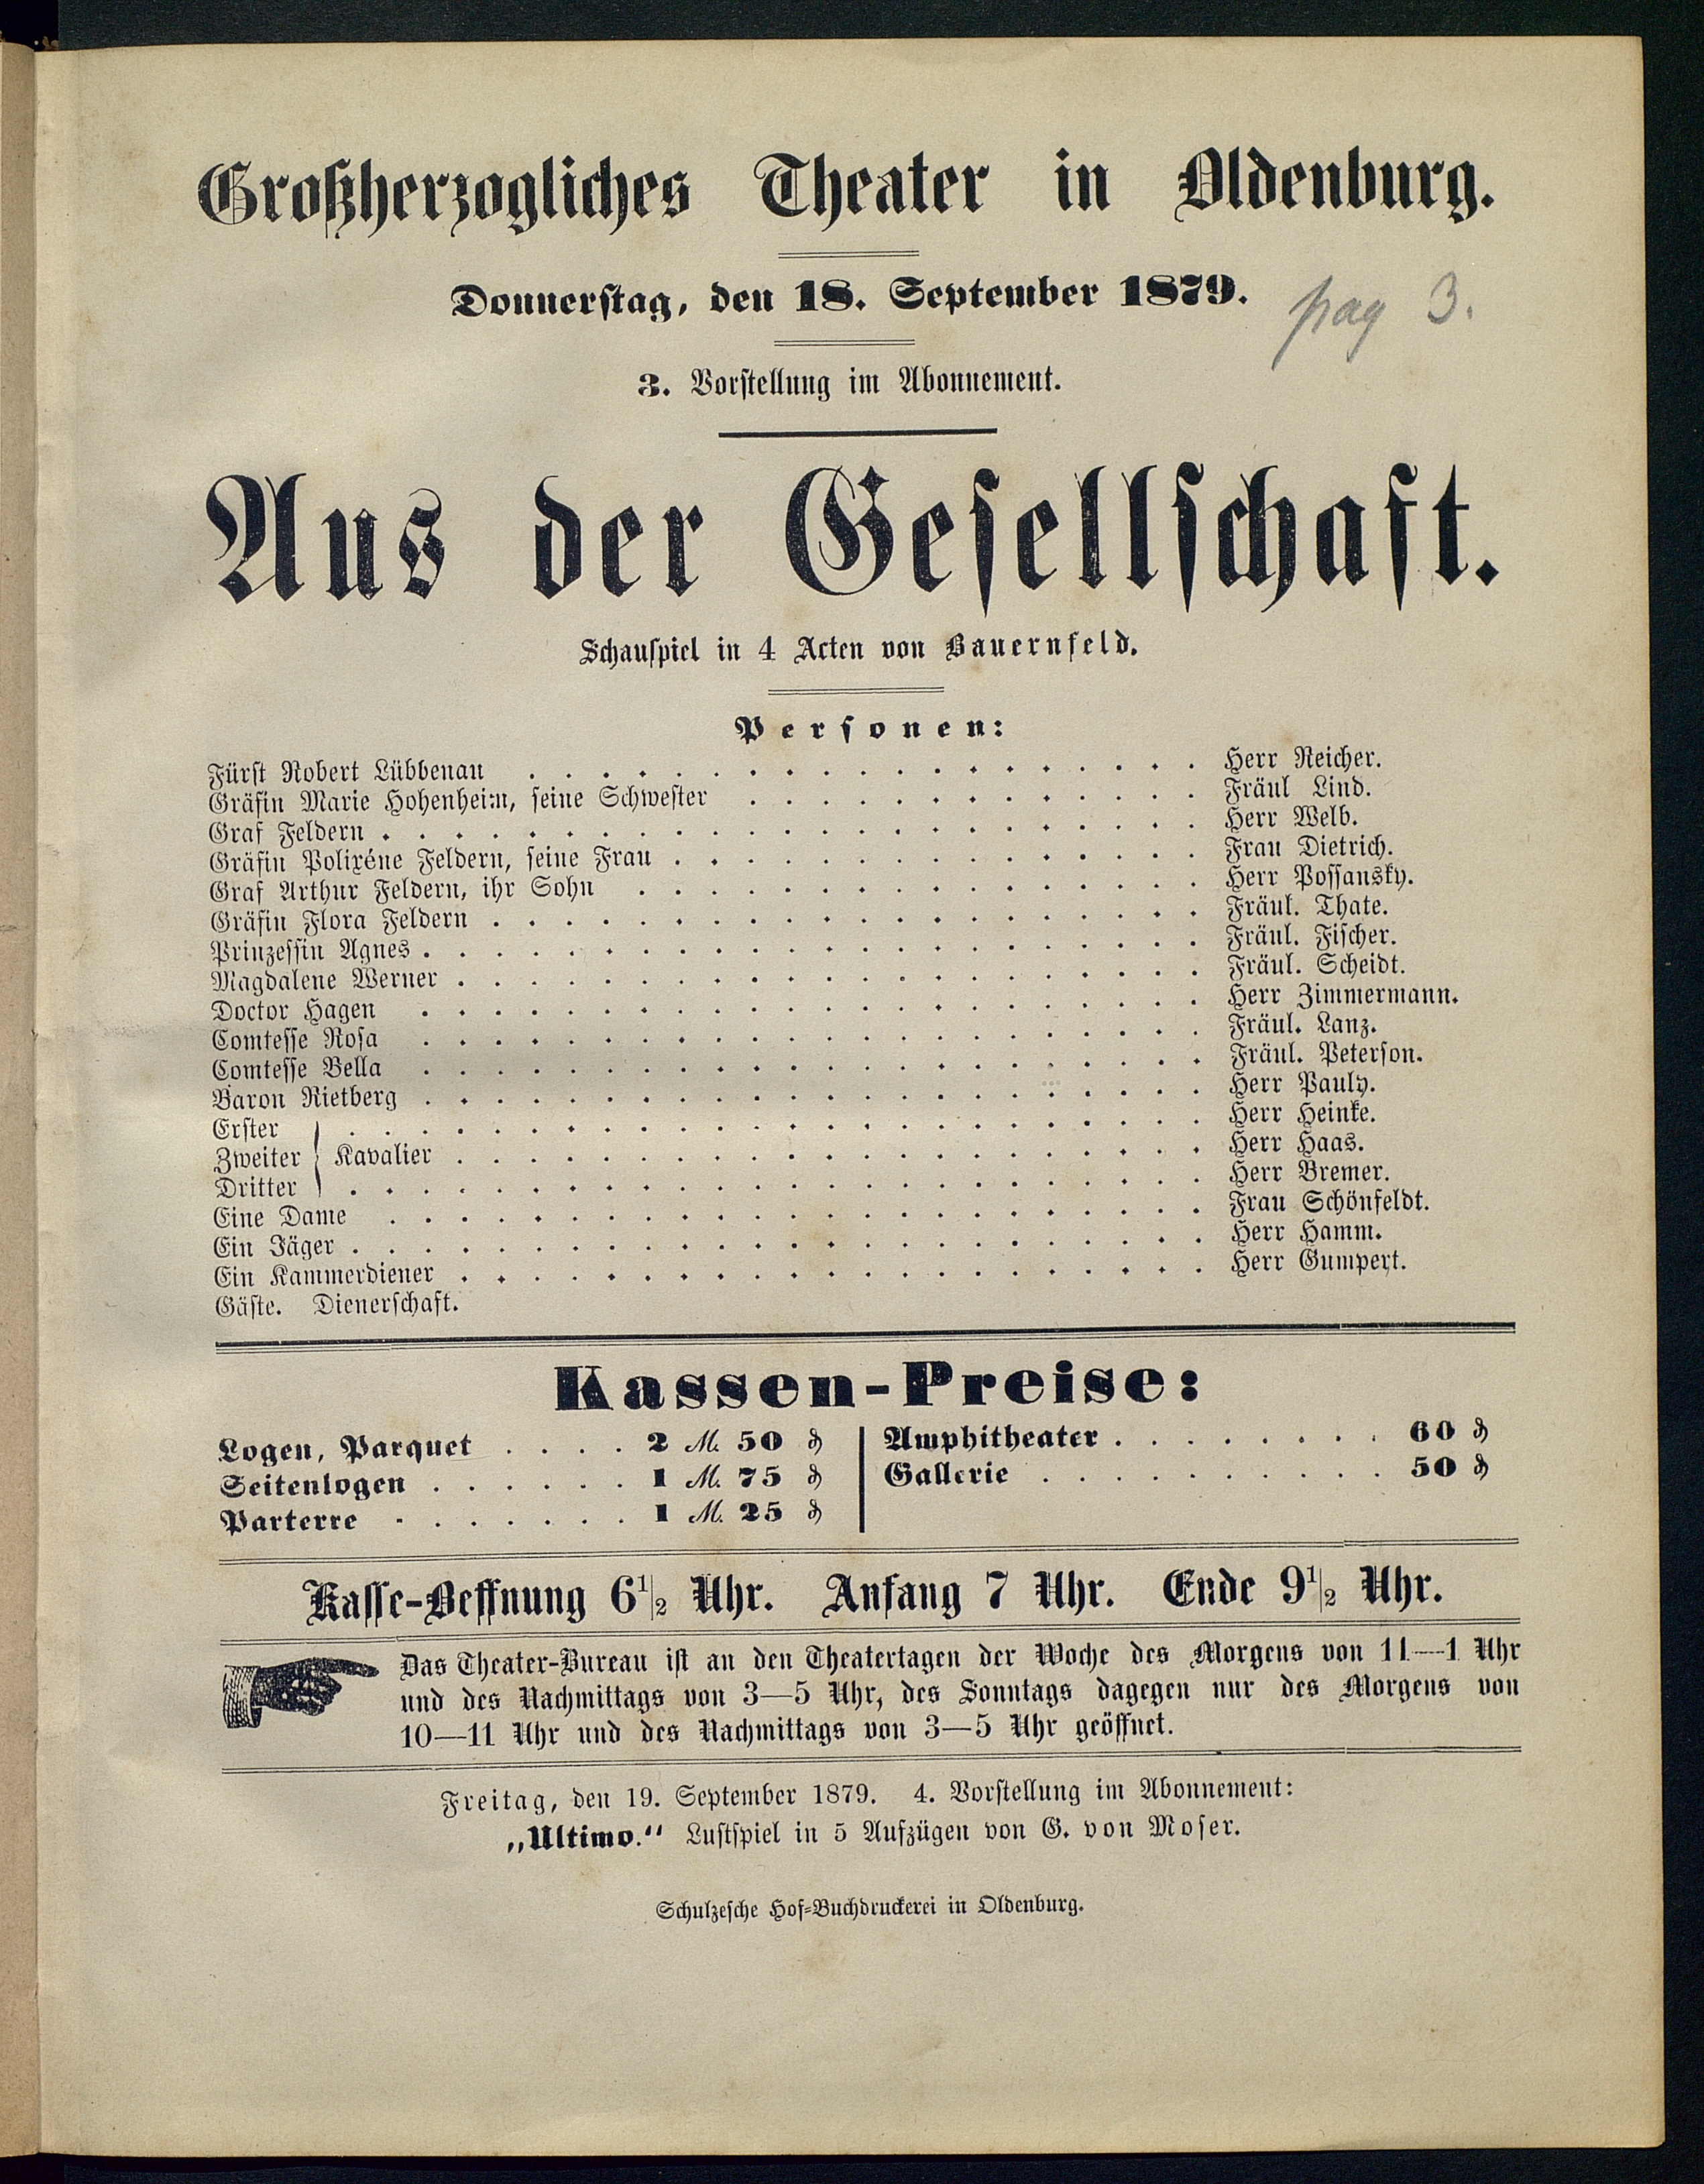 Großherzogliches Theater in Oldenburg.
Donnerstag, den 18. September 1879.
pag 3.
3. Vorstellung im Abonnement.
Aus der Gesellschaft.
Schauspiel in 4 Acten von Bauernfeld.
Personen:
Fürst Robert Lübbenau . . . . . Herr Reicher.
Gräfin Marie Hohenheim, seine Schwester . . . . . Fräul Lind.
Graf Feldern . . . . . Herr Welb.
Gräfin Polixéne Feldern, seine Frau . . . . . Frau Dietrich.
Graf Arthur Feldern, ihr Sohn . . . . . Herr Possansky.
Gräfin Flora Feldern . . . . . Fräul. Thate.
Prinzessin Agnes . . . . . Fräul. Fischer.
Magdalene Werner . . . . . Fräul. Scheidt.
Doctor Hagen . . . . . Herr Zimmermann.
Comtesse Rosa . . . . . Fräul. Lanz.
Comtesse Bella . . . . . Fräul. Peterson.
Baron Rietberg . . . . . Herr Pauly.
Erster . . . . . Herr Heinke.
Zweiter Kavalier . . . . . Herr Haas.
Dritter . . . . . Herr Bremer.
Eine Dame . . . . . Frau Schönfeldt.
Ein Jäger . . . . . Herr Hamm.
Ein Kammerdiener . . . . . Herr Gumpert.
Gäste. Dienerschaft.
Kassen-Preise:
Logen, Parquet . . . . 2 M. 50 ₰
Seitenlogen . . . . . . 1 M. 75 ₰
Parterre . . . . . . . 1 M. 25 ₰
Amphitheater . . . . . . . . 60 ₰
Gallerie . . . . . . . . . . 50 ₰
Kasse-Oeffnung 6½ Uhr. Anfang 7 Uhr. Ende 9½ Uhr.
Das Theater-Bureau ist an den Theatertagen der Woche des Morgens von 11—1 Uhr
und des Nachmittags von 3—5 Uhr, des Sonntags dagegen nur des Morgens von
10—11 Uhr und des Nachmittags von 3—5 Uhr geöffnet.
Freitag, den 19. September 1879. 4. Vorstellung im Abonnement:
„Ultimo.“ Lustspiel in 5 Aufzügen von G. von Moser.
Schulzesche Hof-Buchdruckerei in Oldenburg.